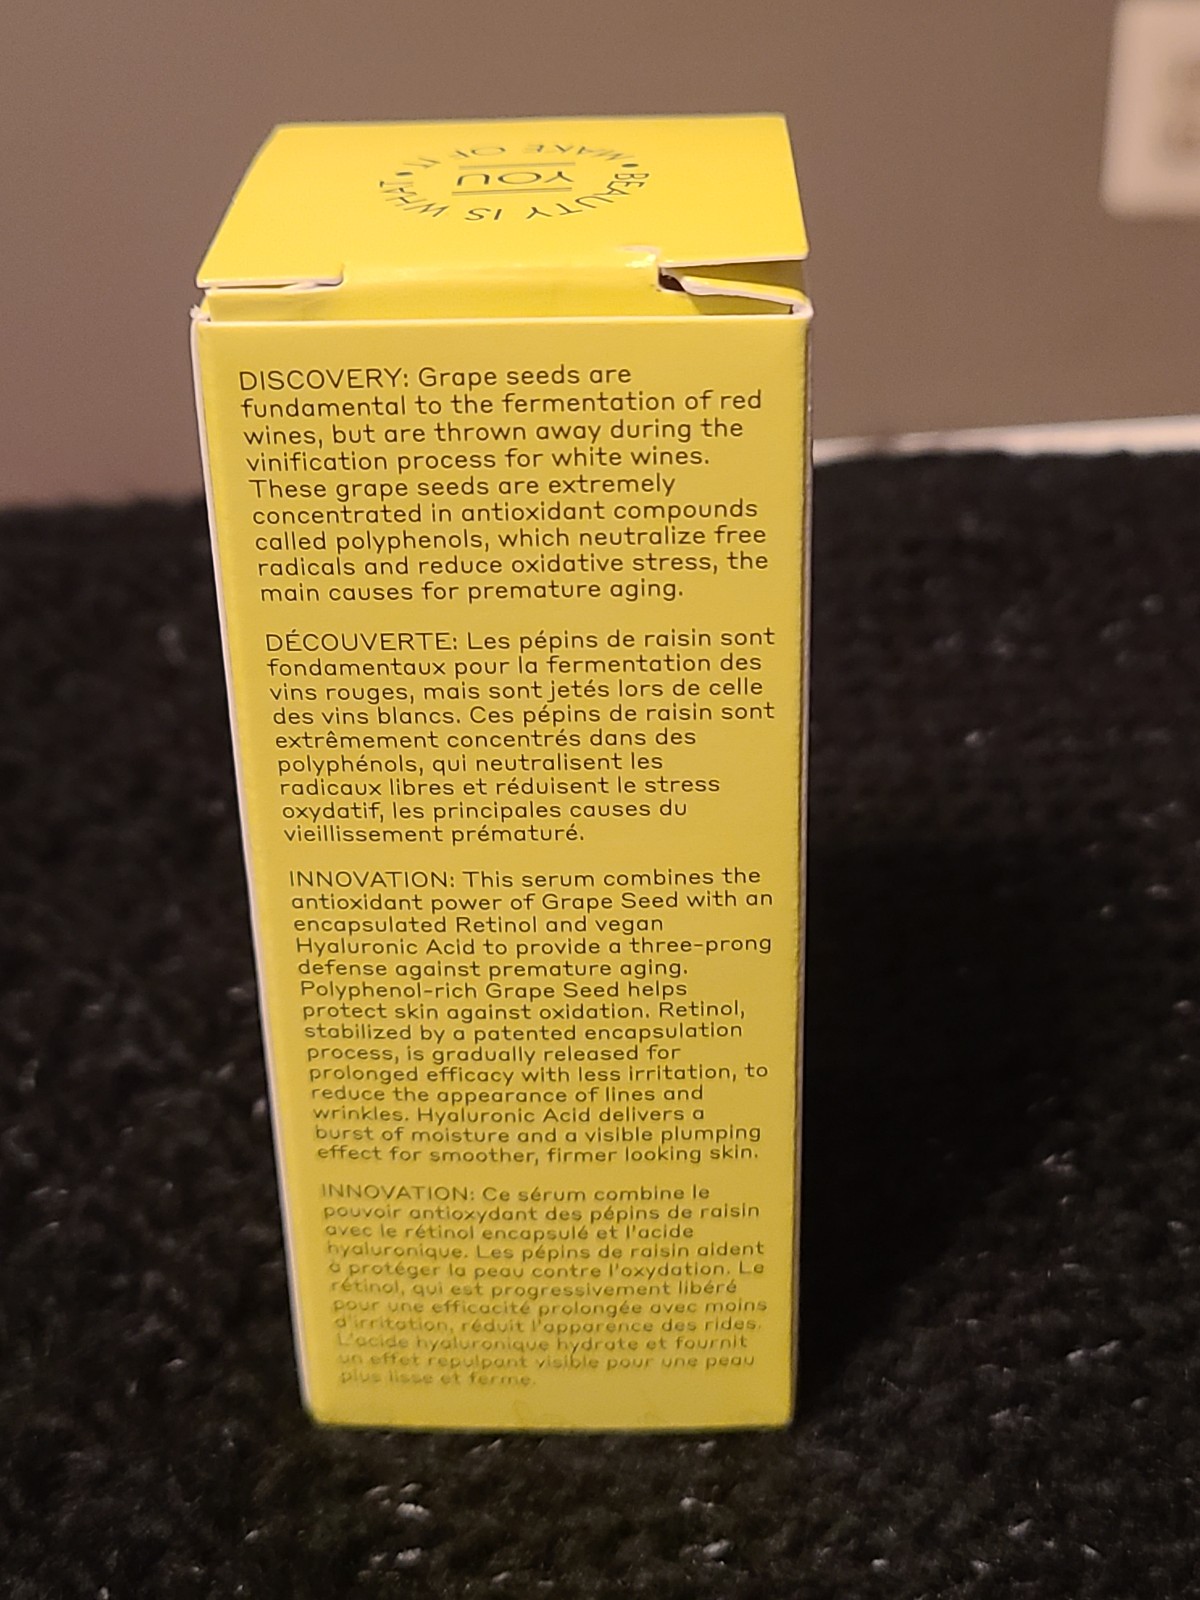 BEAUTY IS WHAT • YOU • MAKE OF IT
DISCOVERY: Grape seeds are
fundamental to the fermentation of red
wines, but are thrown away during the
vinification process for white wines.
These grape seeds are extremely
concentrated in antioxidant compounds
called polyphenols, which neutralize free
radicals and reduce oxidative stress, the
main causes for premature aging.
DÉCOUVERTE: Les pépins de raisin sont
fondamentaux pour la fermentation des
vins rouges, mais sont jetés lors de celle
des vins blancs. Ces pépins de raisin sont
extrêmement concentrés dans des
polyphénols, qui neutralisent les
radicaux libres et réduisent le stress
oxydatif, les principales causes du
vieillissement prématuré.
INNOVATION: This serum combines the
antioxidant power of Grape Seed with an
encapsulated Retinol and vegan
Hyaluronic Acid to provide a three-prong
defense against premature aging.
Polyphenol-rich Grape Seed helps
protect skin against oxidation. Retinol,
stabilized by a patented encapsulation
process, is gradually released for
prolonged efficacy with less irritation, to
reduce the appearance of lines and
wrinkles. Hyaluronic Acid delivers a
burst of moisture and a visible plumping
effect for smoother, firmer looking skin.
INNOVATION: Ce sérum combine le
pouvoir antioxydant des pépins de raisin
avec le rétinol encapsulé et l'acide
hyaluronique. Les pépins de raisin aident
à protéger la peau contre l'oxydation. Le
rétinol, qui est progressivement libéré
pour une efficacité prolongée avec moins
d'irritation, réduit l'apparence des rides.
L'acide hyaluronique hydrate et fournit
un effet repulpant visible pour une peau
plus lisse et ferme.